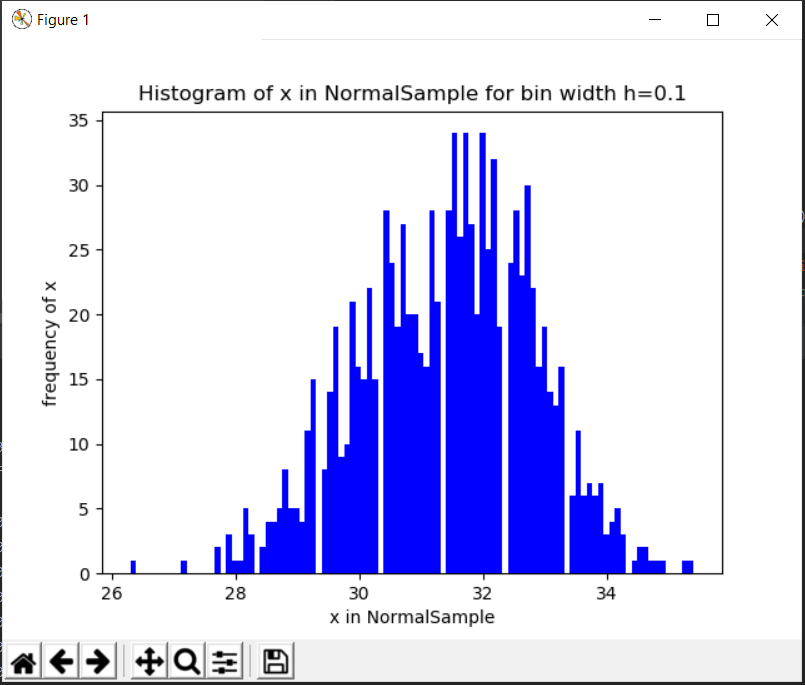 Figure 1
Histogram of x in NormalSample for bin width h=0.1
frequency of x
35
30
25
20
15
10
5
0
26 28 30 32 34
x in NormalSample